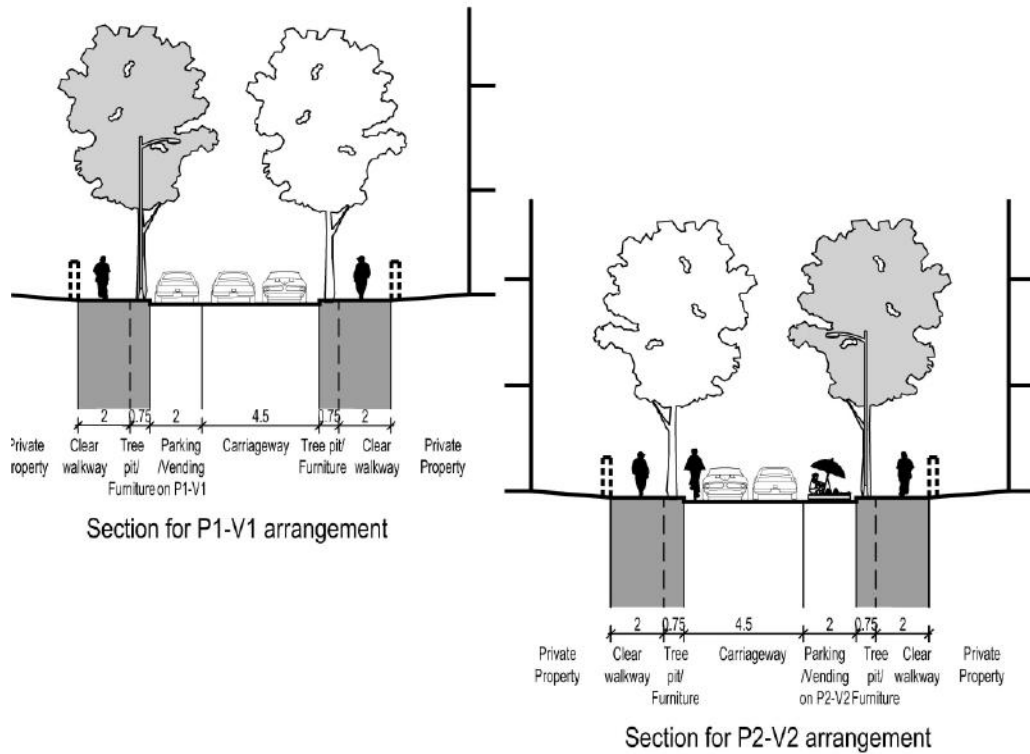 2 0.75 2 4.5 0.75 2
Private Clear Tree Parking Carriageway Tree pit/ Clear Private
Property walkway pit/ /Vending Furniture walkway Property
Furniture on P1-V1
Section for P1-V1 arrangement
2 0.75 4.5 2 0.75 2
Private Clear Tree Carriageway Parking Tree Clear Private
Property walkway pit/ /Vending pit/ walkway Property
Furniture on P2-V2 Furniture
Section for P2-V2 arrangement